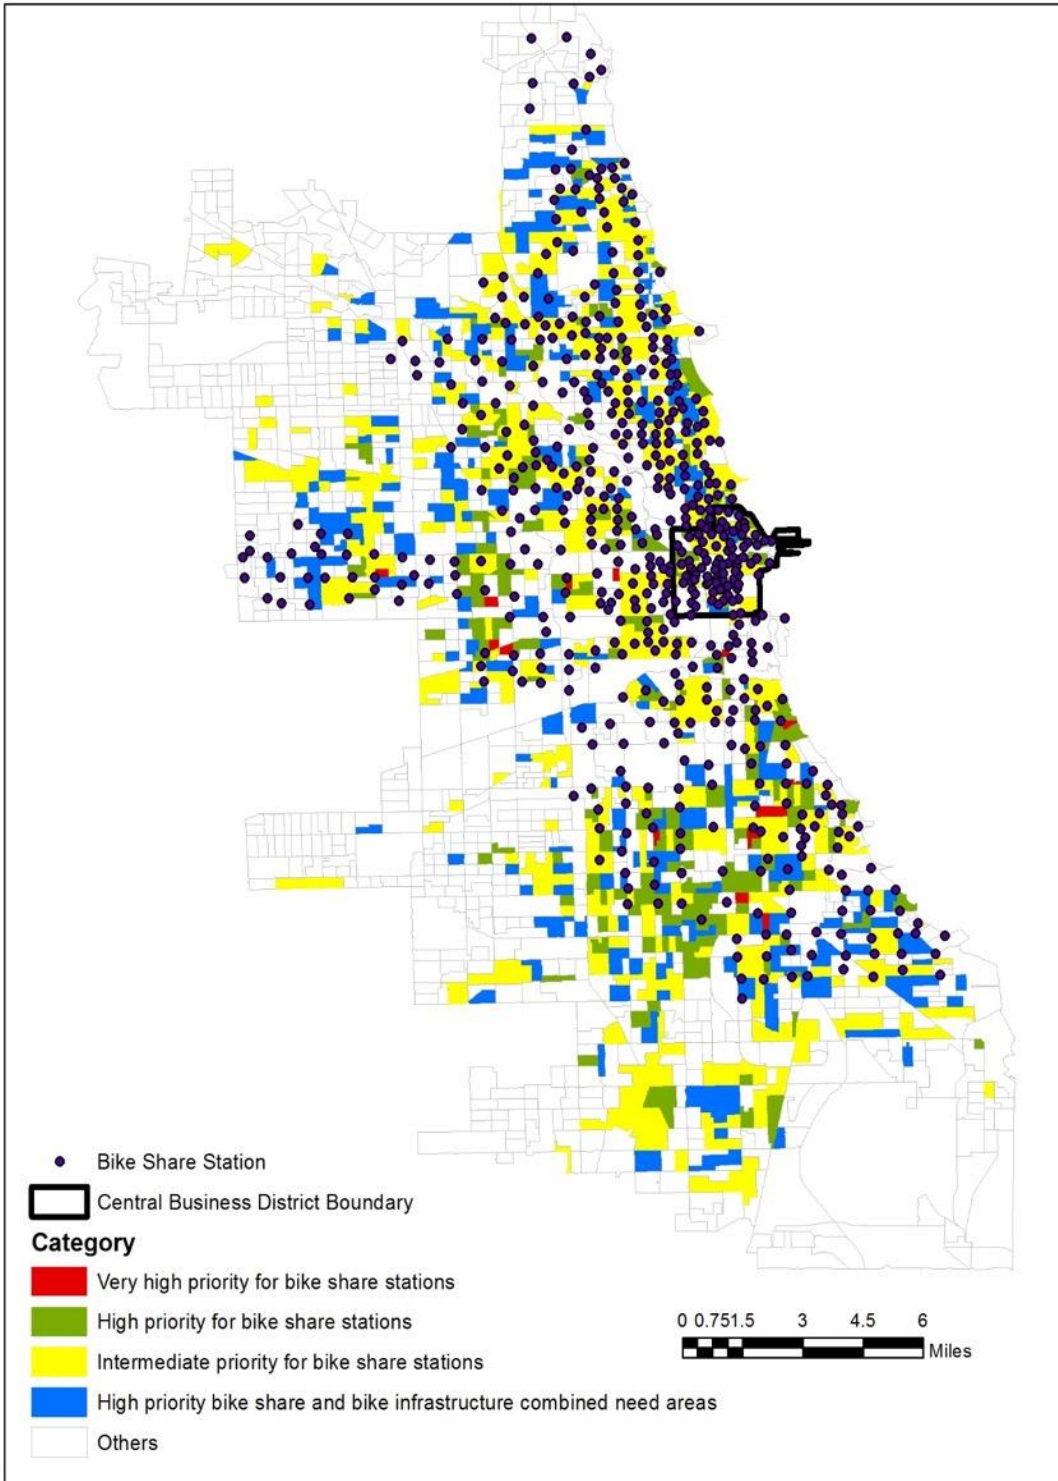 Bike Share Station
Central Business District Boundary
Category
Very high priority for bike share stations
High priority for bike share stations
Intermediate priority for bike share stations
High priority bike share and bike infrastructure combined need areas
Others
0 0.751.5 3 4.5 6
Miles